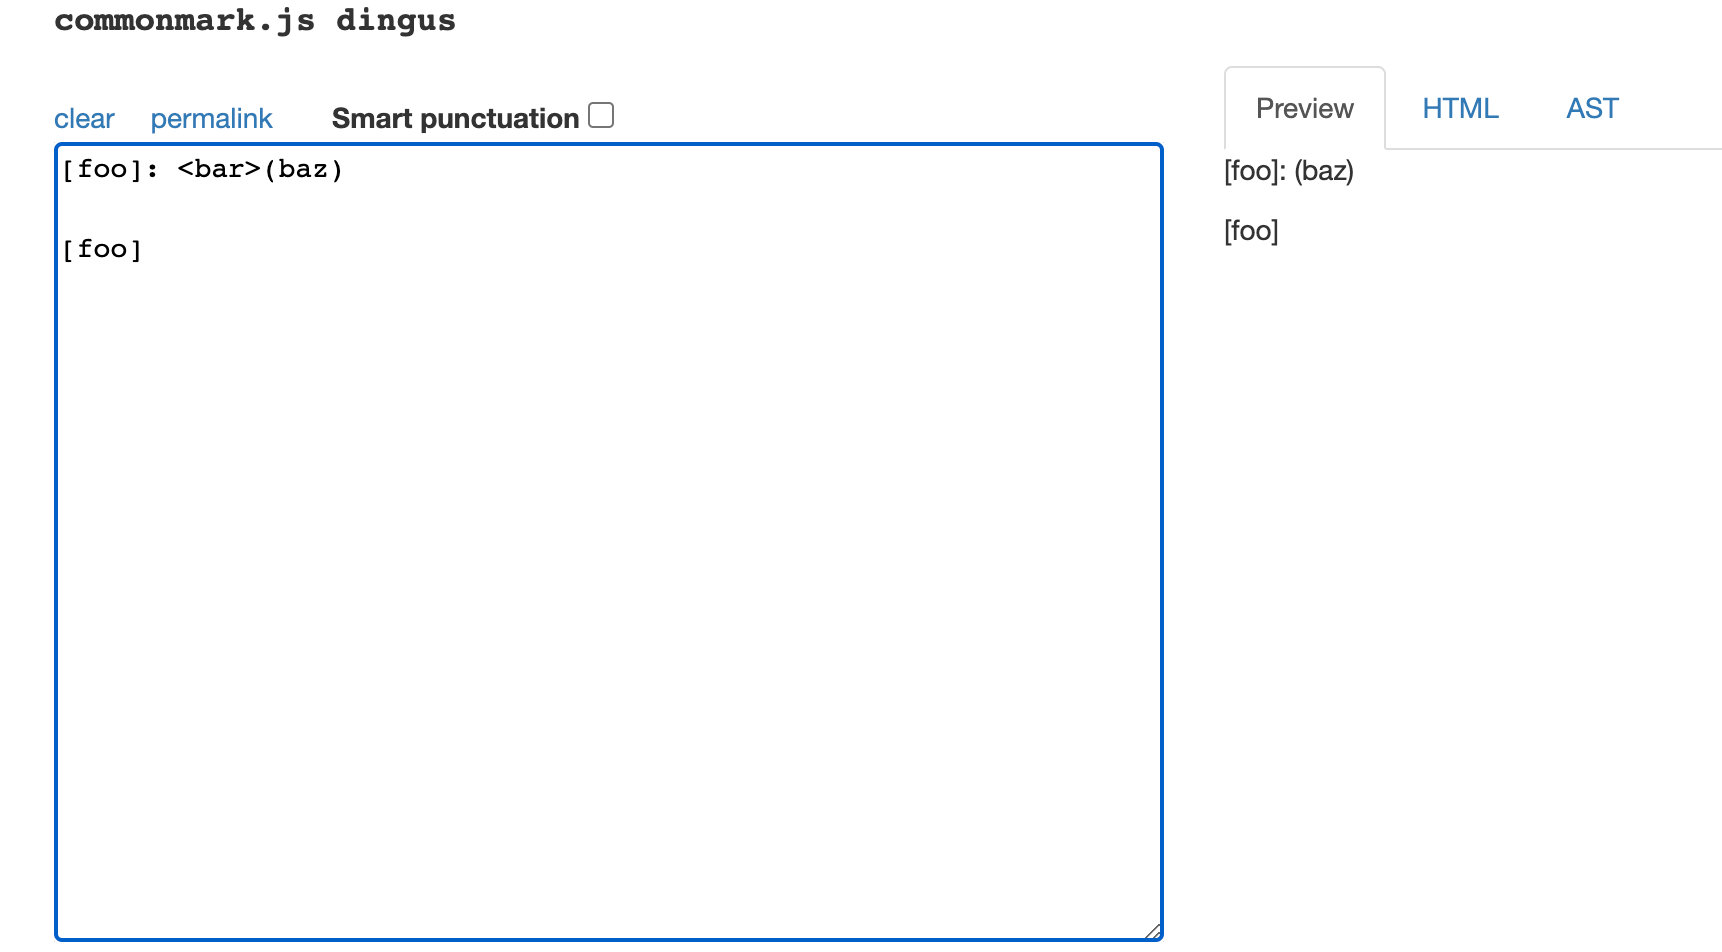 commonmark.js dingus
clear permalink Smart punctuation
Preview HTML AST
[foo]: <bar>(baz)
[foo]
[foo]: (baz)
[foo]